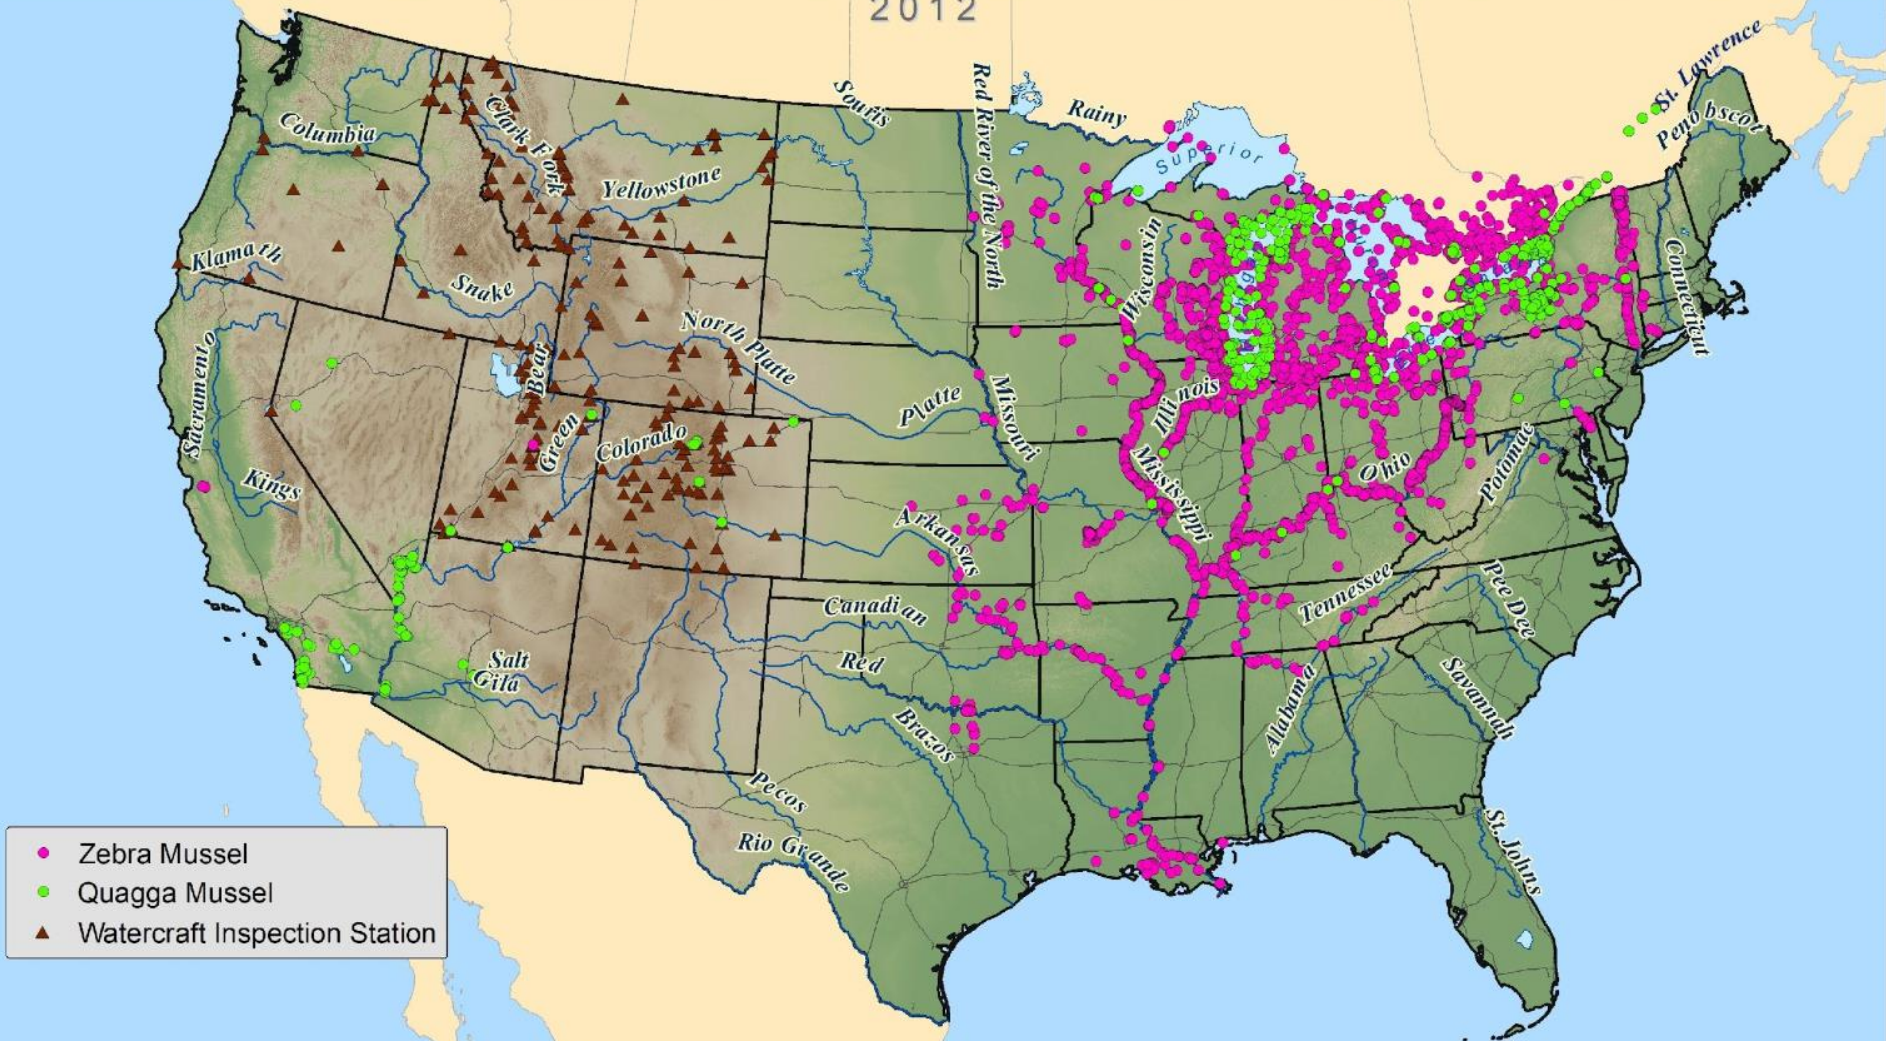 2012
St. Lawrence
Penobscot
Souris
Red River of the North
Rainy
Superior
Columbia
Clark Fork
Yellowstone
Wisconsin
Connecticut
Klamath
Snake
North Platte
Bear
Sacramento
Platte
Missouri
Illinois
Green
Colorado
Kings
Mississippi
Ohio
Potomac
Arkansas
Tennessee
Pee Dee
Canadian
Salt
Gila
Red
Alabama
Savannah
Brazos
Pecos
Rio Grande
St. Johns
Zebra Mussel
Quagga Mussel
Watercraft Inspection Station